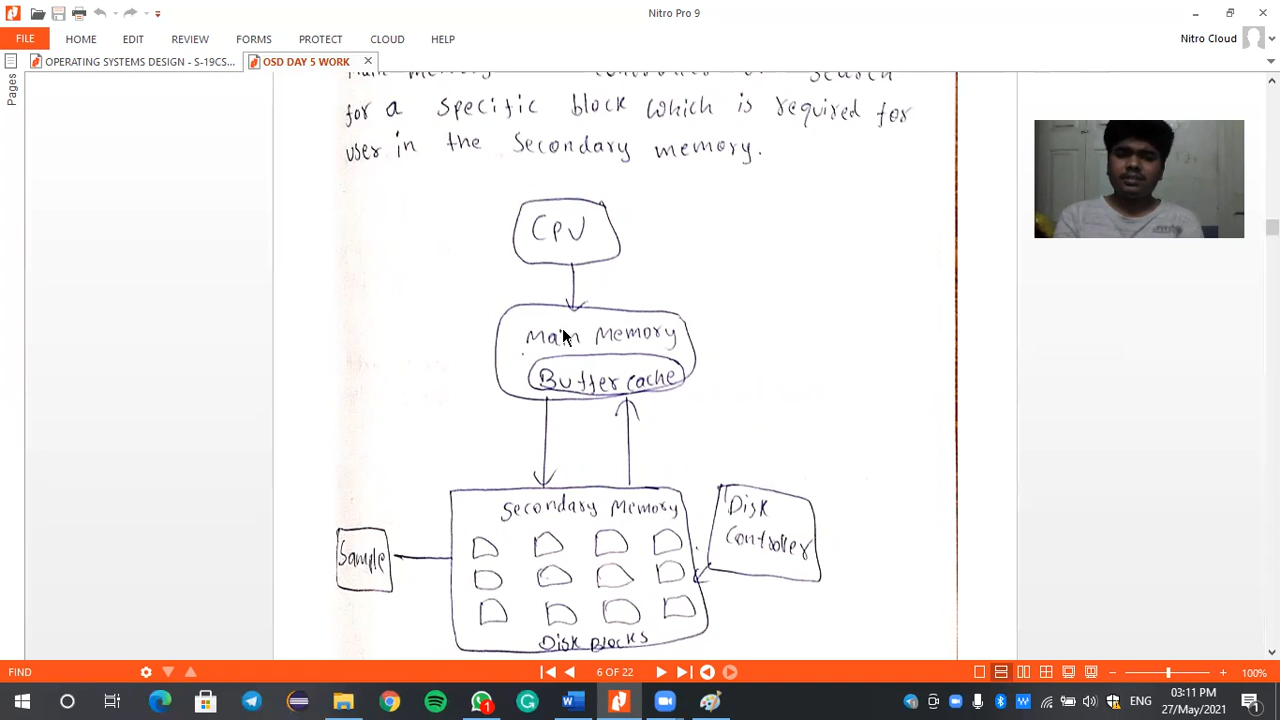 Nitro Pro 9
FILE
HOME
EDIT
REVIEW
FORMS
PROTECT
CLOUD
HELP
Nitro Cloud
OPERATING SYSTEMS DESIGN - S-19CS...
OSD DAY 5 WORK
Pages
for a specific block which is required for
user in the secondary memory.
CPU
Main Memory
Buffer cache
Secondary Memory
Disk
Controller
Sample
Disk Blocks
FIND
6 OF 22
100%
1
ENG
03:11 PM
27/May/2021
1